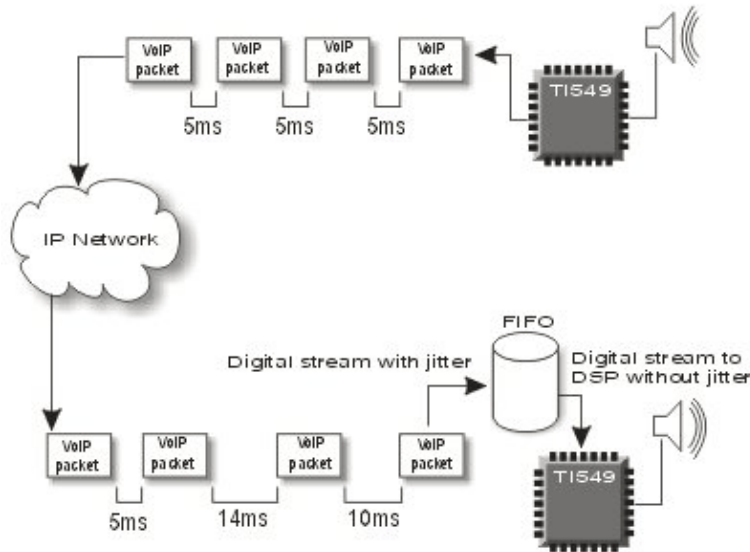 VoIP packet
VoIP packet
VoIP packet
VoIP packet
TI549
5ms
5ms
5ms
IP Network
FIFO
Digital stream with jitter
Digital stream to
DSP without jitter
VoIP
packet
VoIP
packet
VoIP
packet
VoIP
packet
TI549
5ms
14ms
10ms